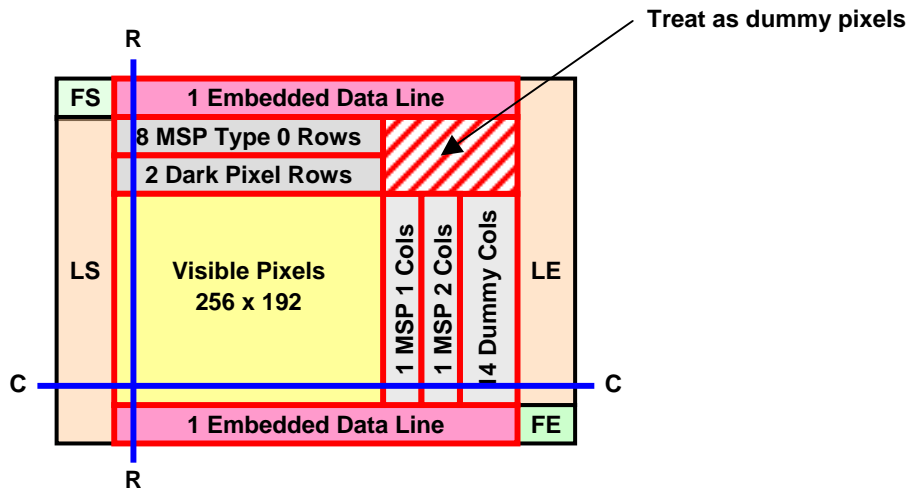 Treat as dummy pixels
R
FS
1 Embedded Data Line
8 MSP Type 0 Rows
2 Dark Pixel Rows
LS
Visible Pixels
256 x 192
1 MSP 1 Cols
1 MSP 2 Cols
14 Dummy Cols
LE
C
C
1 Embedded Data Line
FE
R